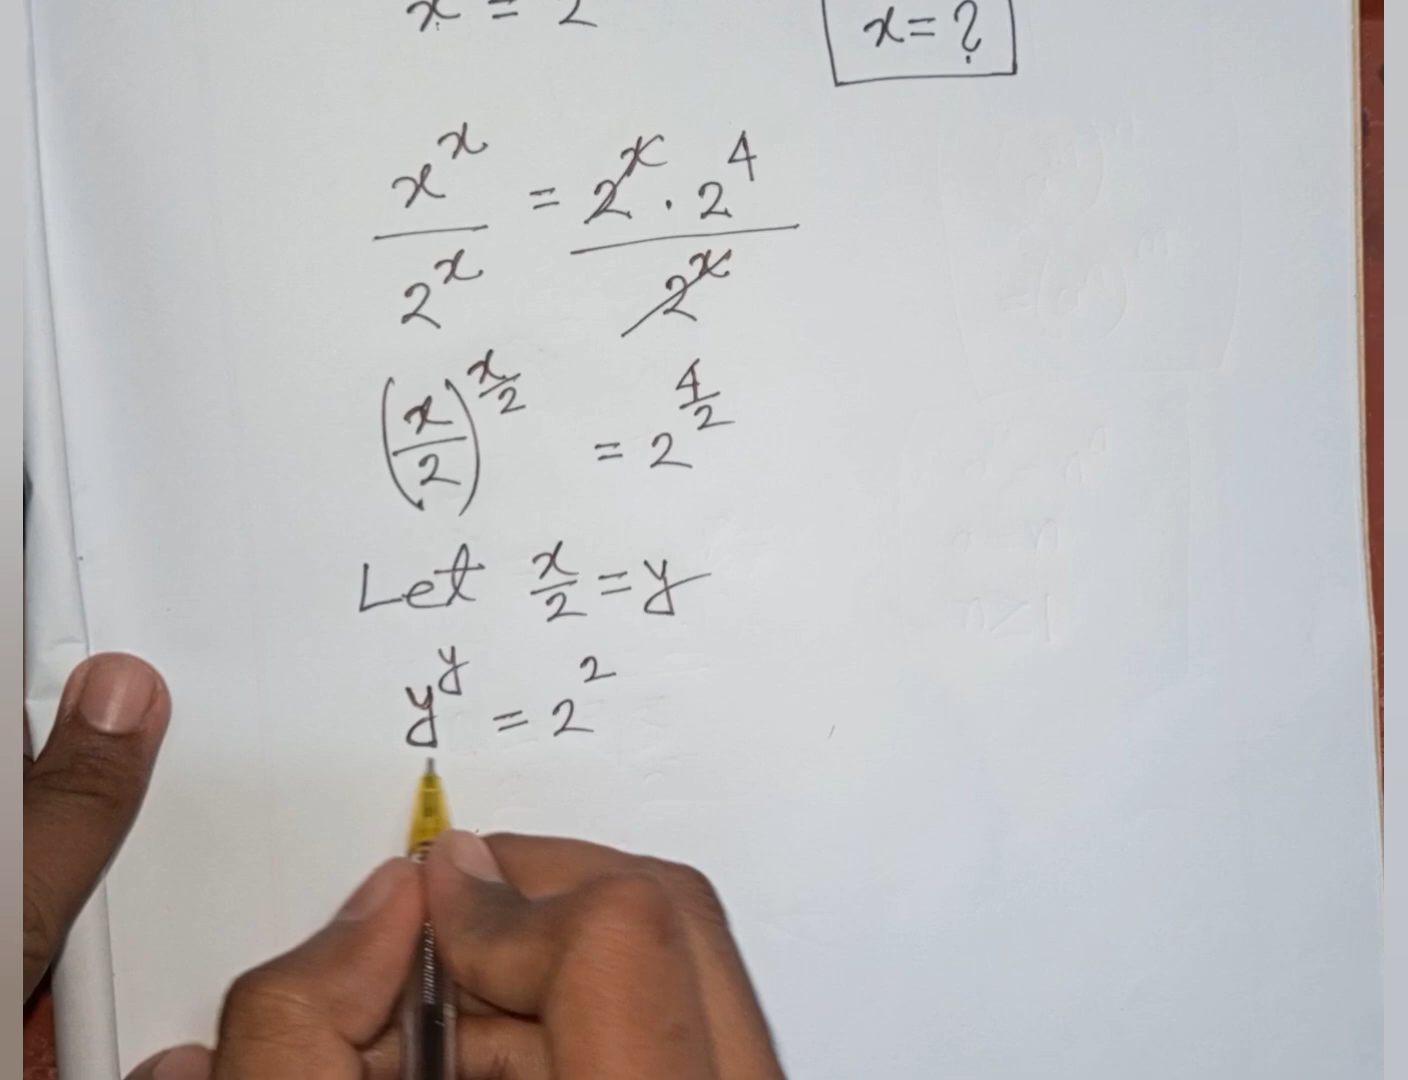 x = 2
x = ?
x^x / 2^x = 2^x · 2^4 / 2^x
(x/2)^(x/2) = 2^(4/2)
Let x/2 = y
y^y = 2^2